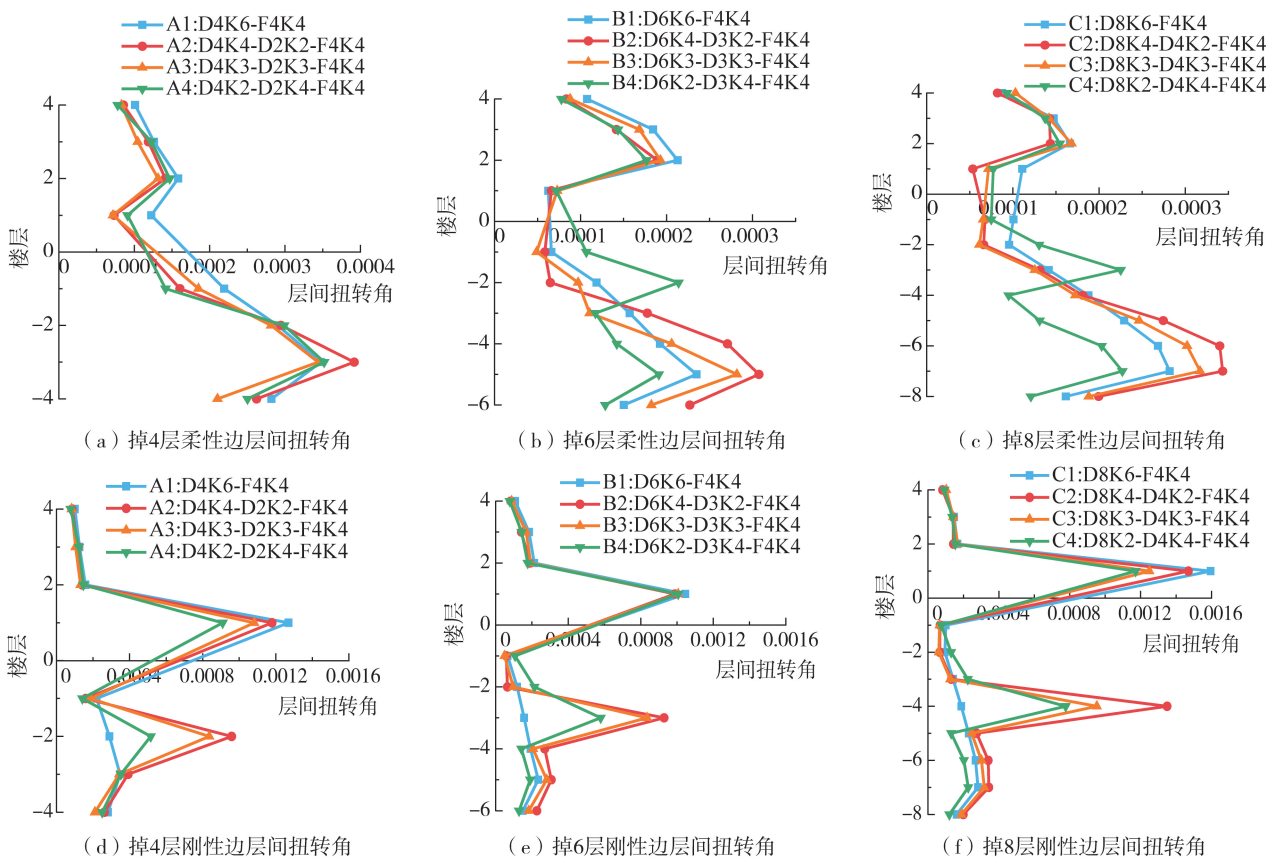 A1:D4K6-F4K4
A2:D4K4-D2K2-F4K4
A3:D4K3-D2K3-F4K4
A4:D4K2-D2K4-F4K4
4
2
0
−2
−4
楼层
0
0.0001
0.0002
0.0003
0.0004
层间扭转角
(a)掉4层柔性边层间扭转角
B1:D6K6-F4K4
B2:D6K4-D3K2-F4K4
B3:D6K3-D3K3-F4K4
B4:D6K2-D3K4-F4K4
4
2
0
−2
−4
−6
楼层
0
0.0001
0.0002
0.0003
层间扭转角
(b)掉6层柔性边层间扭转角
C1:D8K6-F4K4
C2:D8K4-D4K2-F4K4
C3:D8K3-D4K3-F4K4
C4:D8K2-D4K4-F4K4
4
2
0
−2
−4
−6
−8
楼层
0
0.0001
0.0002
0.0003
层间扭转角
(c)掉8层柔性边层间扭转角
A1:D4K6-F4K4
A2:D4K4-D2K2-F4K4
A3:D4K3-D2K3-F4K4
A4:D4K2-D2K4-F4K4
4
2
0
−2
−4
楼层
0
0.0004
0.0008
0.0012
0.0016
层间扭转角
(d)掉4层刚性边层间扭转角
B1:D6K6-F4K4
B2:D6K4-D3K2-F4K4
B3:D6K3-D3K3-F4K4
B4:D6K2-D3K4-F4K4
4
2
0
−2
−4
−6
楼层
0
0.0004
0.0008
0.0012
0.0016
层间扭转角
(e)掉6层刚性边层间扭转角
C1:D8K6-F4K4
C2:D8K4-D4K2-F4K4
C3:D8K3-D4K3-F4K4
C4:D8K2-D4K4-F4K4
4
2
0
−2
−4
−6
−8
楼层
0
0.0004
0.0008
0.0012
0.0016
层间扭转角
(f)掉8层刚性边层间扭转角